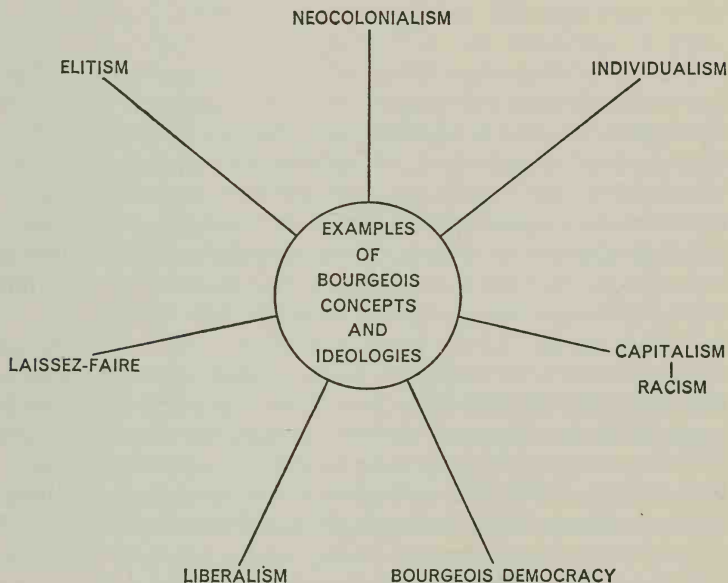 NEOCOLONIALISM
ELITISM
INDIVIDUALISM
EXAMPLES
OF
BOURGEOIS
CONCEPTS
AND
IDEOLOGIES
LAISSEZ-FAIRE
CAPITALISM
RACISM
LIBERALISM
BOURGEOIS DEMOCRACY